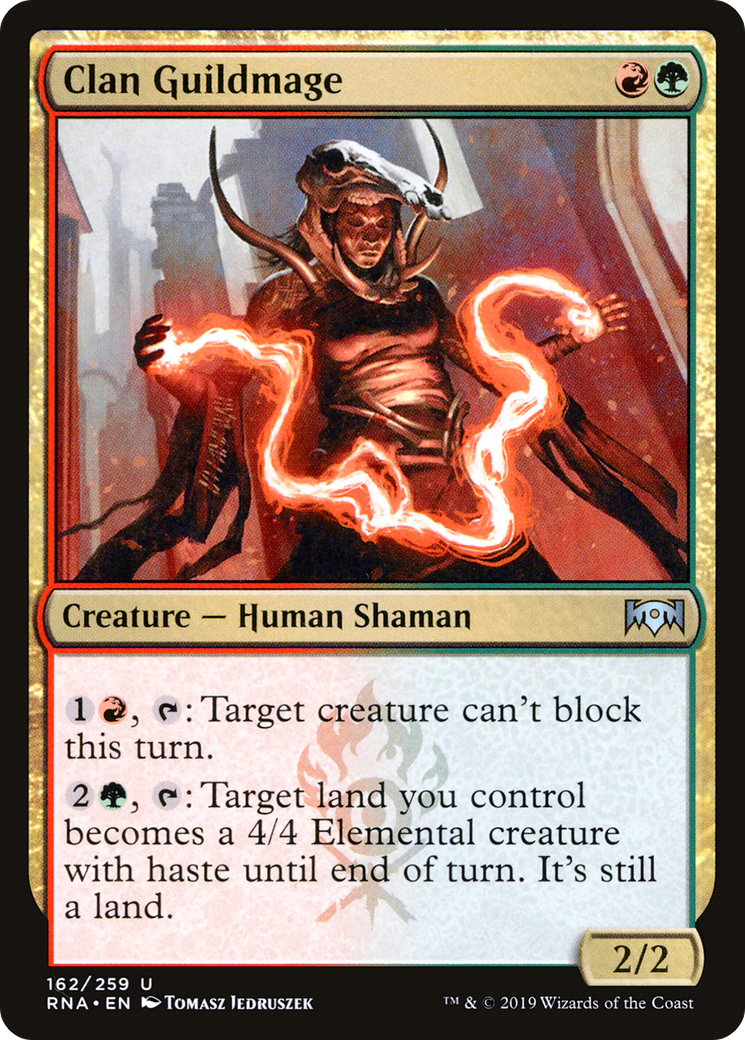 Clan Guildmage
Creature — Human Shaman
1, : Target creature can't block
this turn.
2, : Target land you control
becomes a 4/4 Elemental creature
with haste until end of turn. It's still
a land.
2/2
162/259 U
RNA • EN Tomasz Jedruszek
™ & © 2019 Wizards of the Coast